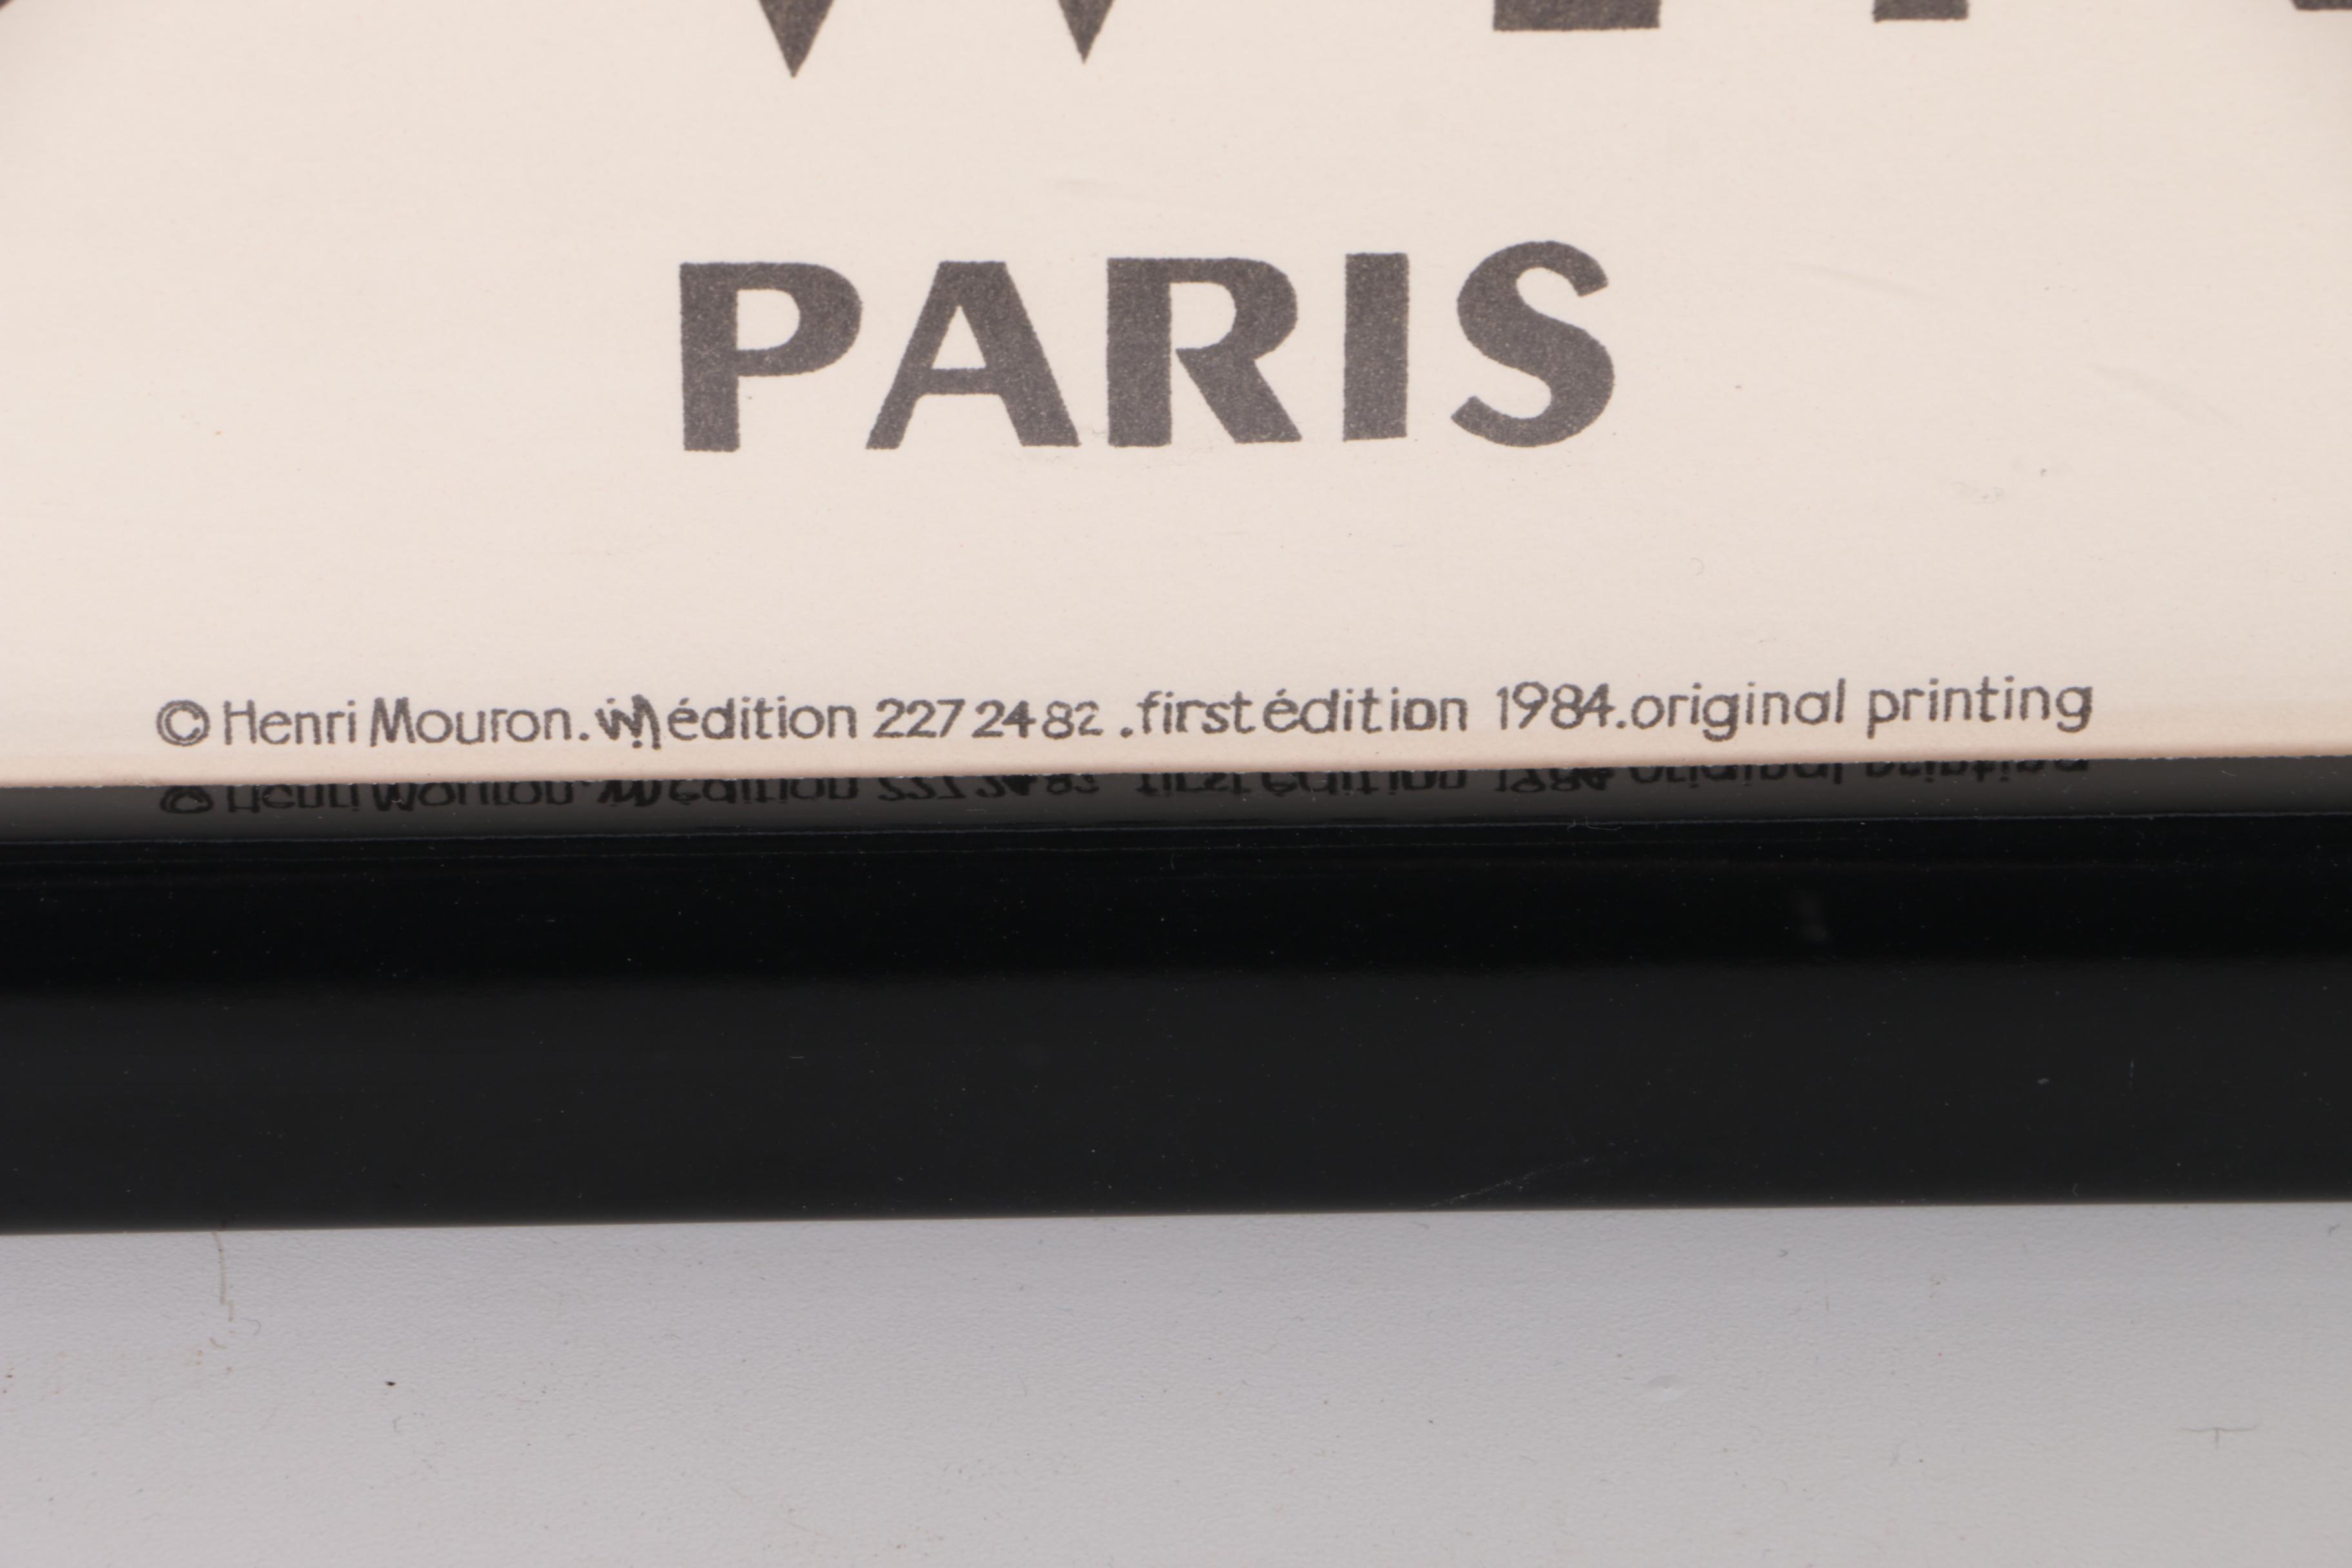 PARIS
© Henri Mouron. édition 227 24 82 . first édition 1984. original printing